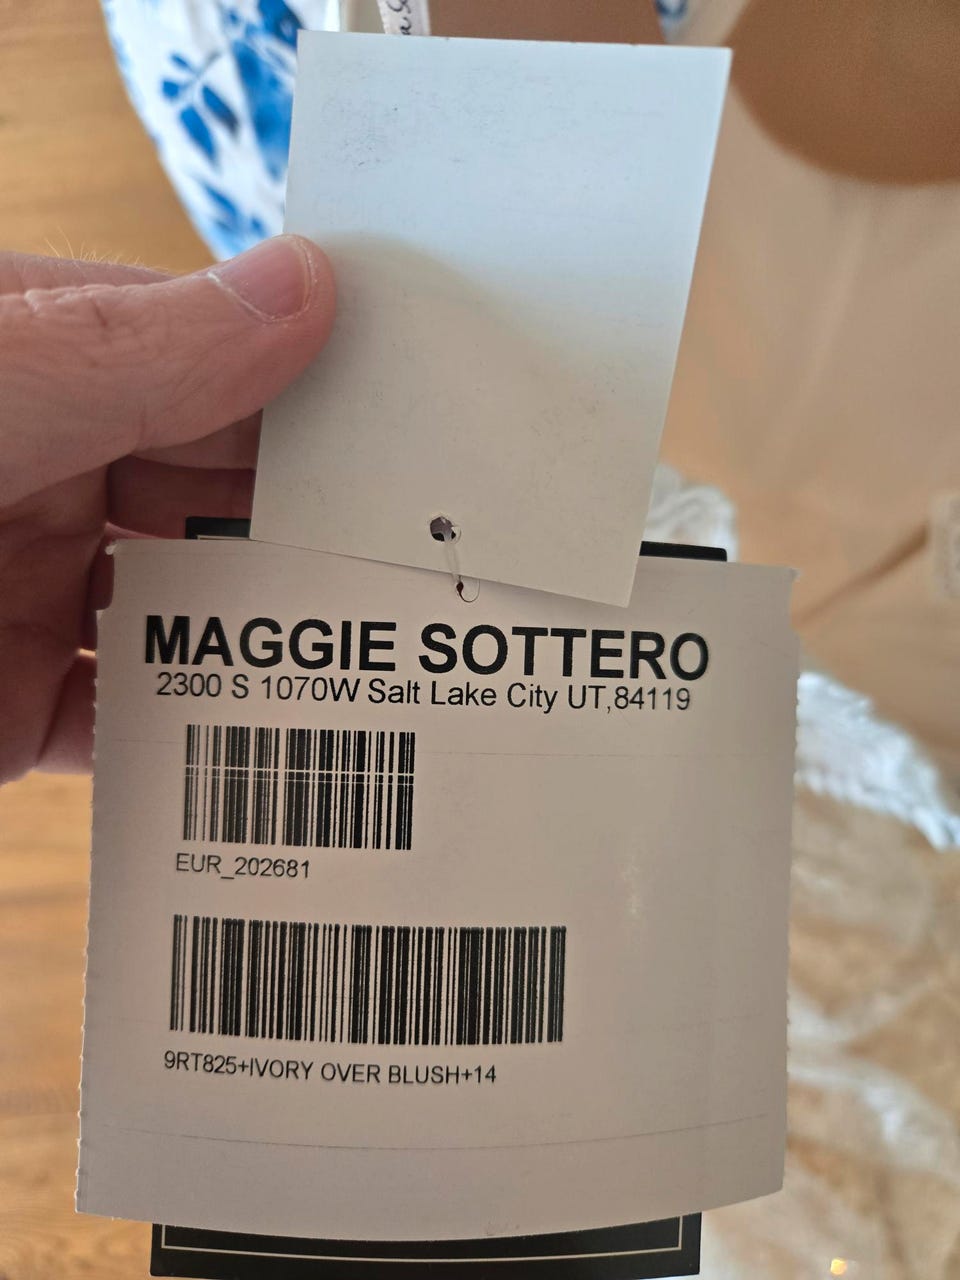 MAGGIE SOTTERO
2300 S 1070W Salt Lake City UT,84119
EUR_202681
9RT825+IVORY OVER BLUSH+14